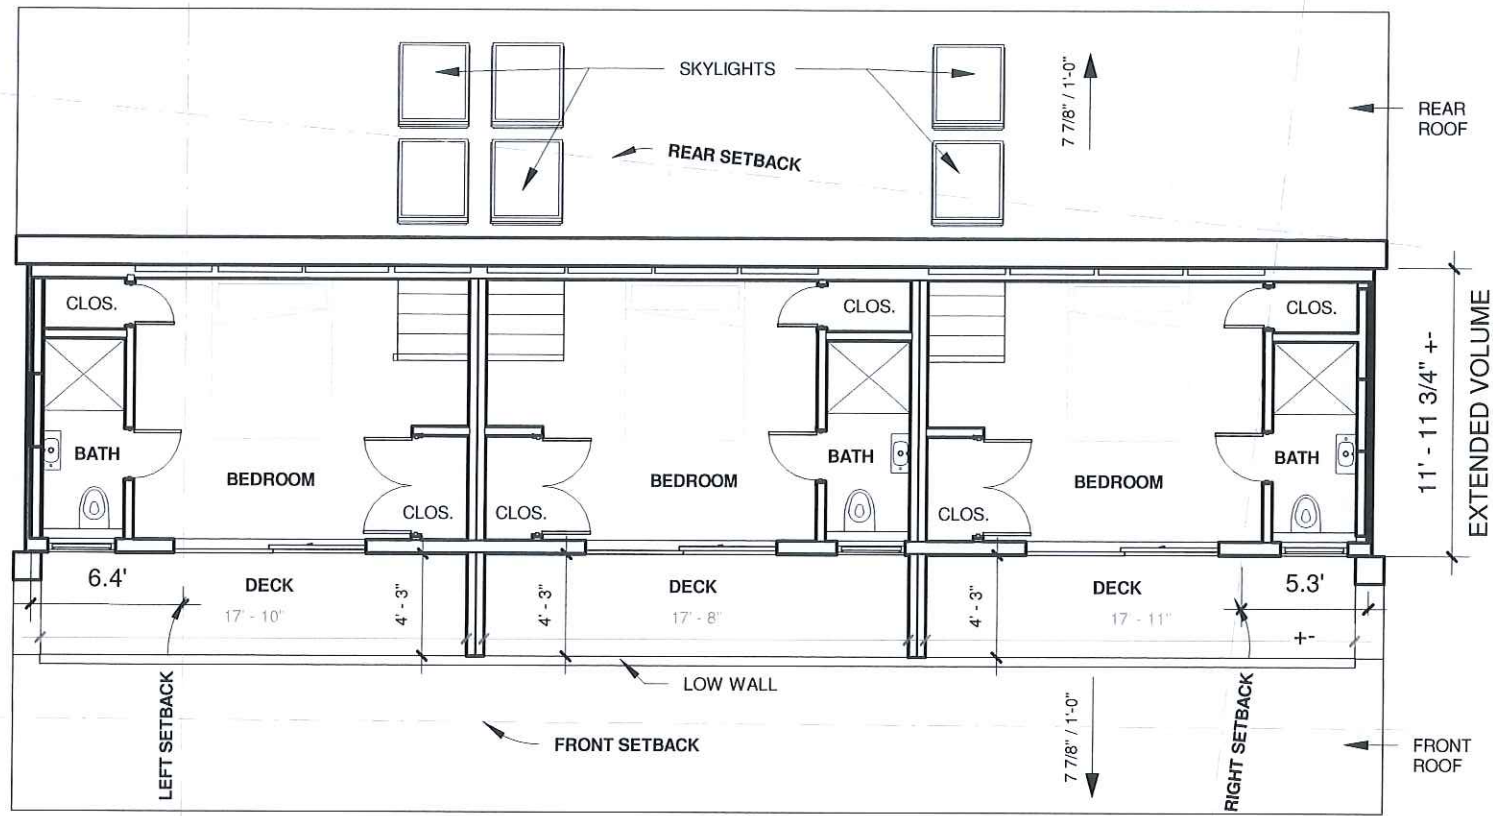 SKYLIGHTS
7 7/8" / 1'-0"
REAR
ROOF
REAR SETBACK
CLOS.
CLOS.
CLOS.
11' - 11 3/4" +-
EXTENDED VOLUME
BATH
BEDROOM
BEDROOM
BATH
BEDROOM
BATH
CLOS.
CLOS.
CLOS.
6.4'
DECK
17' - 10"
4' - 3"
4' - 3"
DECK
17' - 8"
4' - 3"
DECK
17' - 11"
5.3'
+-
LOW WALL
LEFT SETBACK
FRONT SETBACK
7 7/8" / 1'-0"
RIGHT SETBACK
FRONT
ROOF